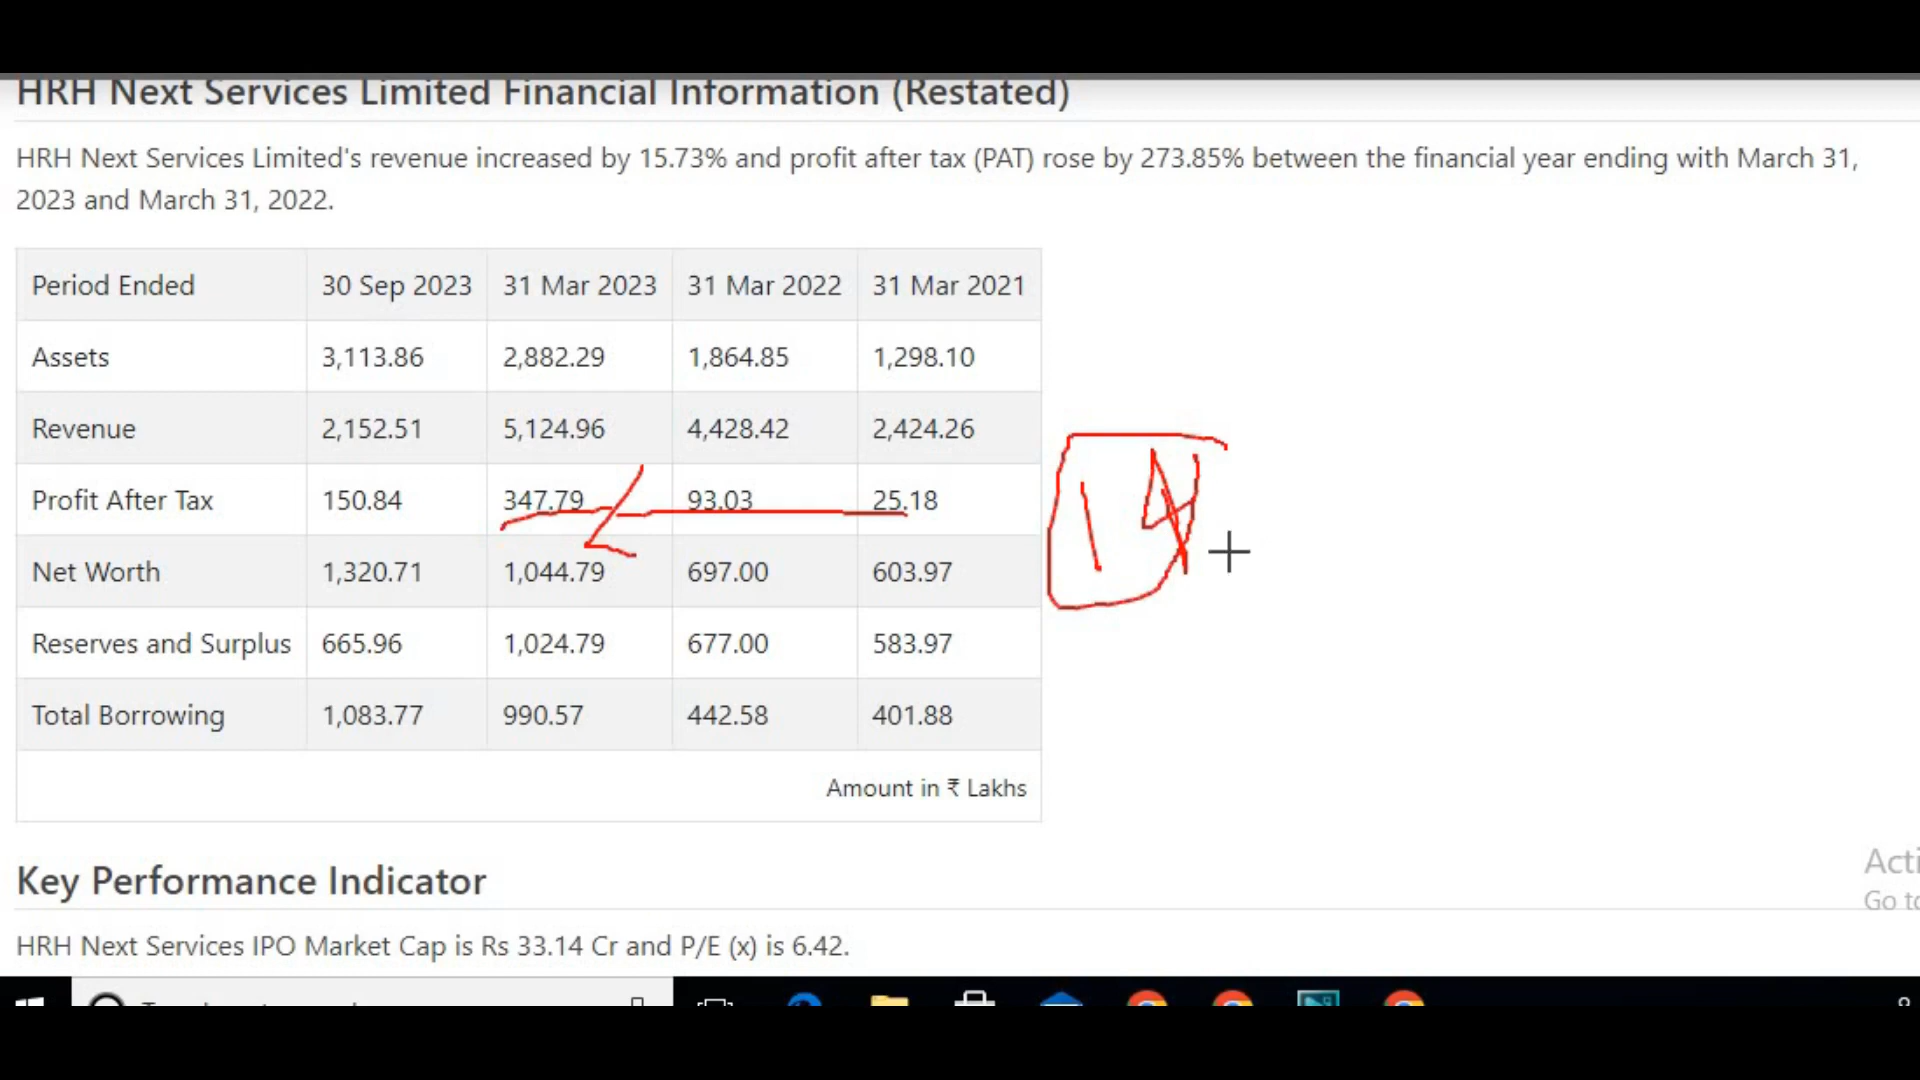 HRH Next Services Limited Financial Information (Restated)
HRH Next Services Limited's revenue increased by 15.73% and profit after tax (PAT) rose by 273.85% between the financial year ending with March 31,
2023 and March 31, 2022.
Period Ended 30 Sep 2023 31 Mar 2023 31 Mar 2022 31 Mar 2021
Assets 3,113.86 2,882.29 1,864.85 1,298.10
Revenue 2,152.51 5,124.96 4,428.42 2,424.26
Profit After Tax 150.84 347.79 93.03 25.18
Net Worth 1,320.71 1,044.79 697.00 603.97
Reserves and Surplus 665.96 1,024.79 677.00 583.97
Total Borrowing 1,083.77 990.57 442.58 401.88
Amount in ₹ Lakhs
Key Performance Indicator
HRH Next Services IPO Market Cap is Rs 33.14 Cr and P/E (x) is 6.42.